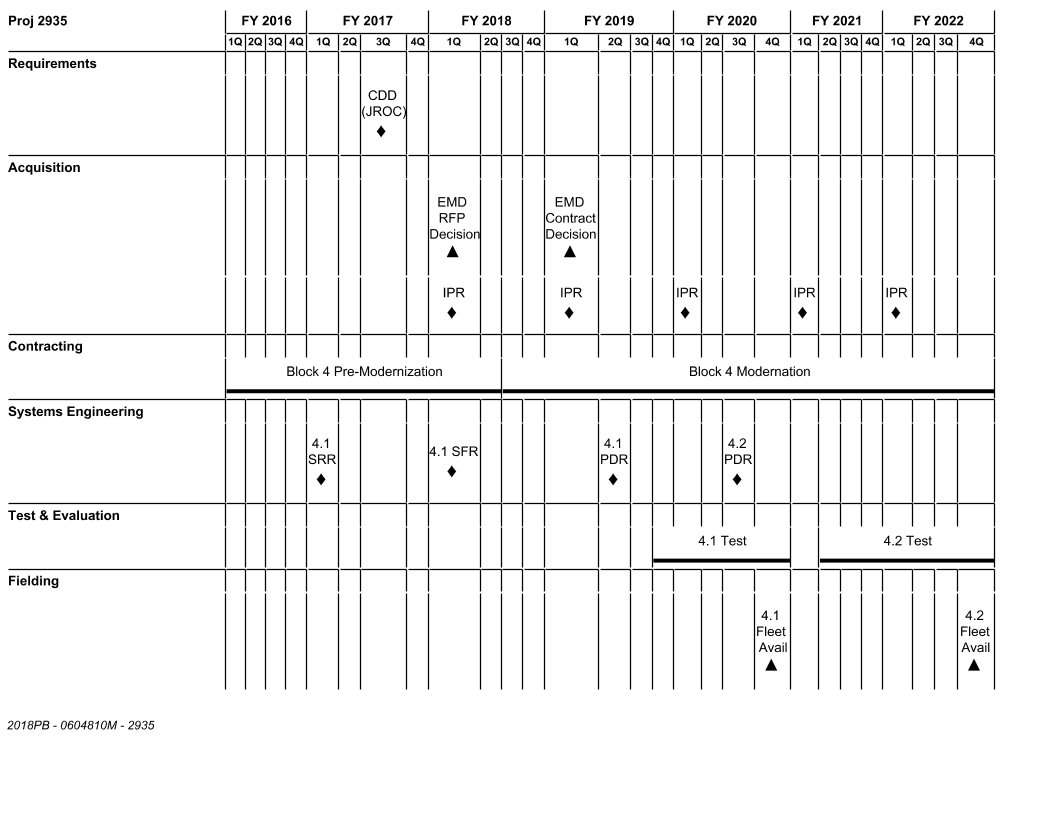 Proj 2935 FY 2016 FY 2017 FY 2018 FY 2019 FY 2020 FY 2021 FY 2022
1Q 2Q 3Q 4Q 1Q 2Q 3Q 4Q 1Q 2Q 3Q 4Q 1Q 2Q 3Q 4Q 1Q 2Q 3Q 4Q 1Q 2Q 3Q 4Q 1Q 2Q 3Q 4Q
Requirements
CDD
(JROC)
Acquisition
EMD
RFP
Decision
EMD
Contract
Decision
IPR IPR IPR IPR IPR
Contracting
Block 4 Pre-Modernization Block 4 Modernation
Systems Engineering
4.1
SRR
4.1 SFR
4.1
PDR
4.2
PDR
Test & Evaluation
4.1 Test 4.2 Test
Fielding
4.1
Fleet
Avail
4.2
Fleet
Avail
2018PB - 0604810M - 2935